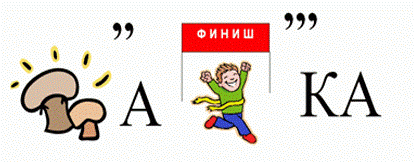 ,, А ФИНИШ ,,, КА